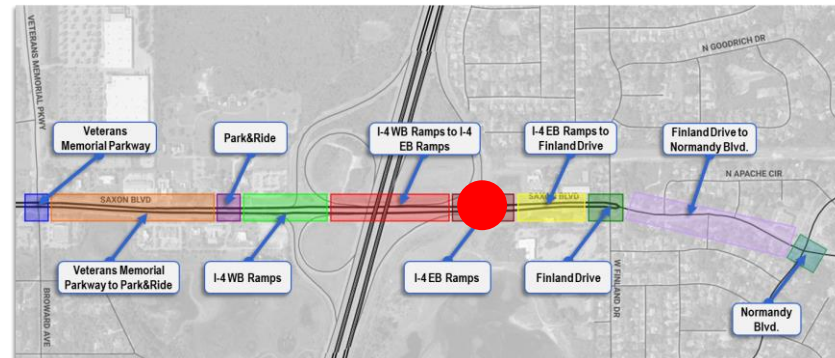 VETERANS MEMORIAL PKWY
N GOODRICH DR
Veterans
Memorial Parkway
Park&Ride
I-4 WB Ramps to I-4
EB Ramps
I-4 EB Ramps to
Finland Drive
Finland Drive to
Normandy Blvd.
N APACHE CIR
SAXON BLVD
SAXON BLVD
Veterans Memorial
Parkway to Park&Ride
I-4 WB Ramps
I-4 EB Ramps
Finland Drive
W FINLAND DR
BROWARD AVE
Normandy
Blvd.